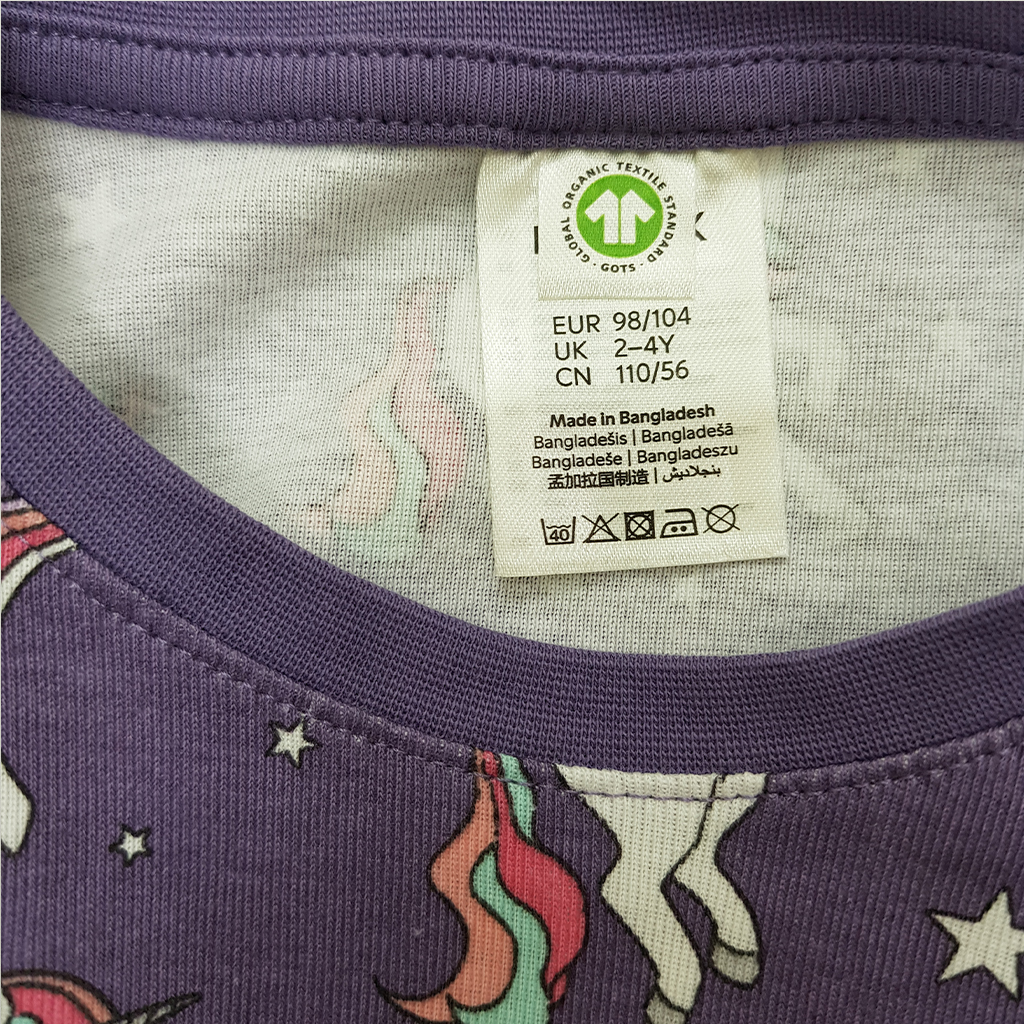 GLOBAL ORGANIC TEXTILE STANDARD
· GOTS ·
EUR 98/104
UK 2–4Y
CN 110/56
Made in Bangladesh
Bangladešis | Bangladešā
Bangladeše | Bangladeszu
孟加拉国制造 | بنجلاديش
40